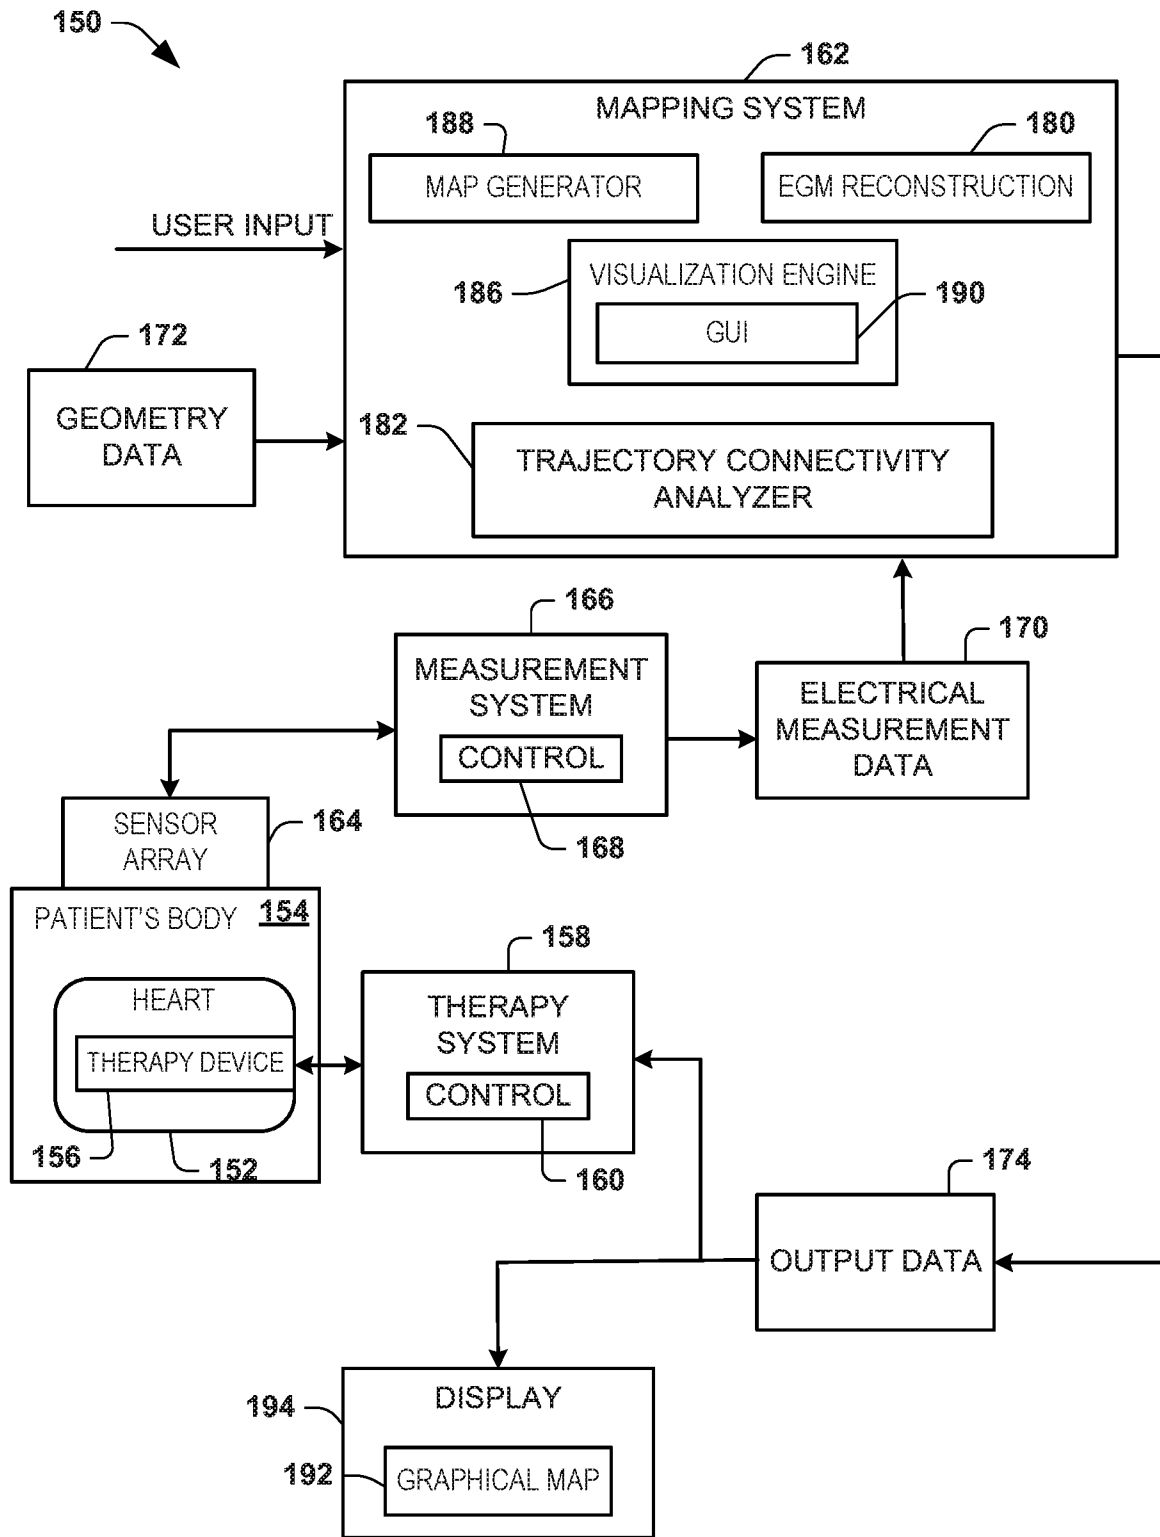 150
162
MAPPING SYSTEM
188
180
MAP GENERATOR
EGM RECONSTRUCTION
USER INPUT
VISUALIZATION ENGINE
186
190
GUI
172
GEOMETRY
DATA
182
TRAJECTORY CONNECTIVITY
ANALYZER
166
170
MEASUREMENT
SYSTEM
CONTROL
168
ELECTRICAL
MEASUREMENT
DATA
SENSOR
ARRAY
164
PATIENT'S BODY
154
158
HEART
THERAPY DEVICE
156
152
THERAPY
SYSTEM
CONTROL
160
174
OUTPUT DATA
DISPLAY
194
192
GRAPHICAL MAP